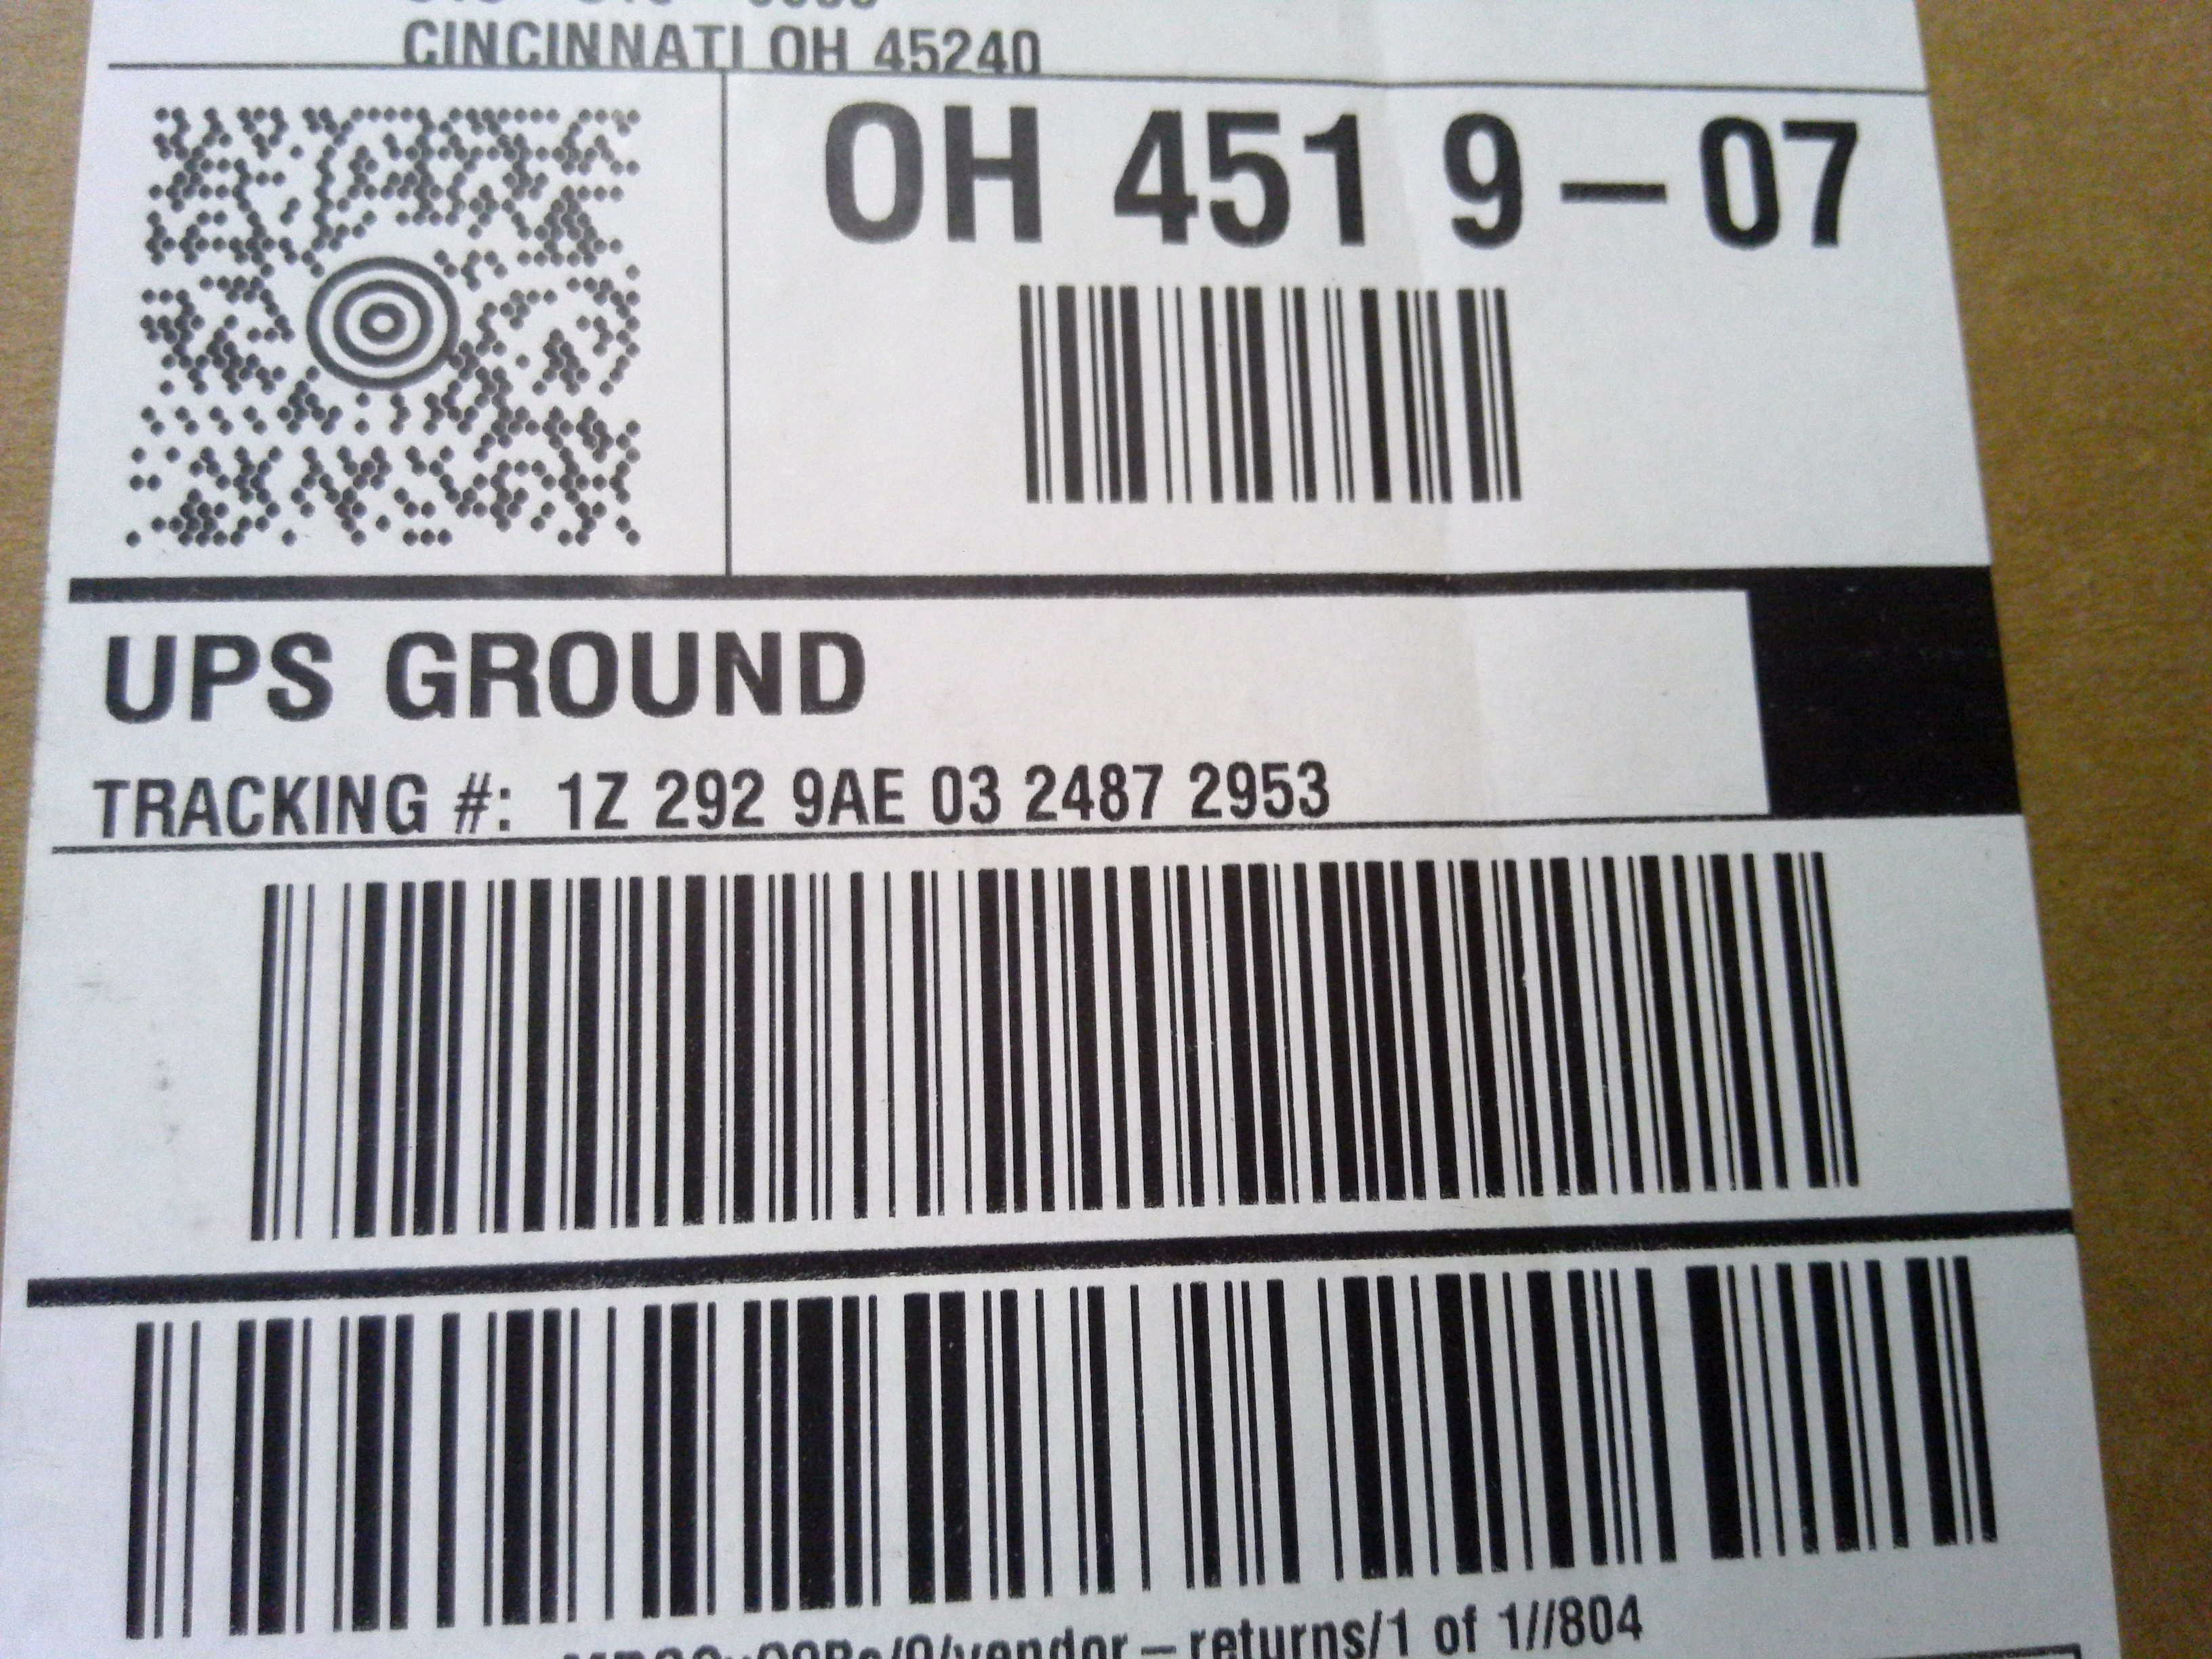 CINCINNATI OH 45240
OH 451 9-07
UPS GROUND
TRACKING #: 1Z 292 9AE 03 2487 2953
returns/1 of 1//804